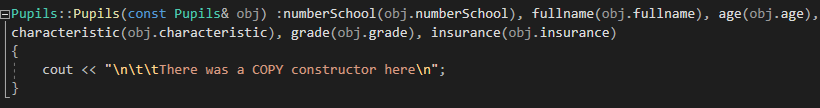 Pupils::Pupils(const Pupils& obj) :numberSchool(obj.numberSchool), fullname(obj.fullname), age(obj.age),
characteristic(obj.characteristic), grade(obj.grade), insurance(obj.insurance)
{
cout << "\n\t\tThere was a COPY constructor here\n";
}